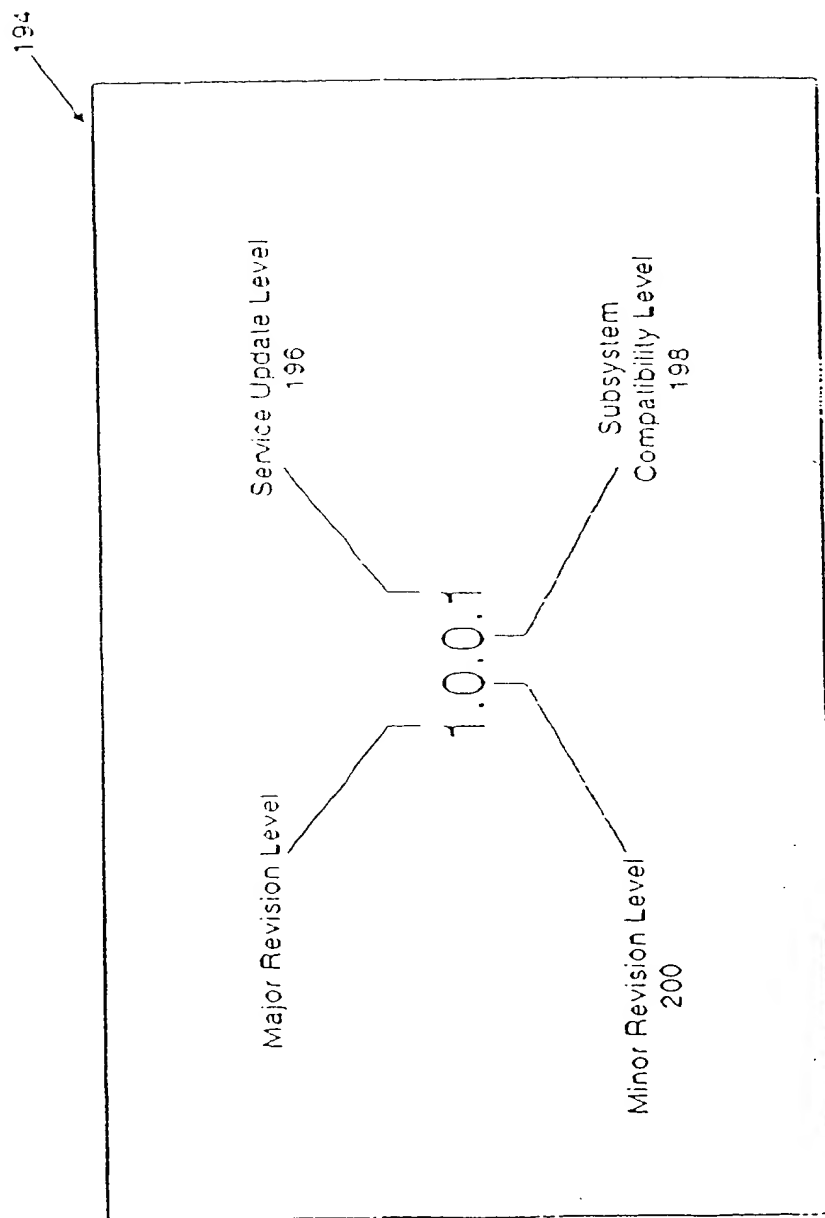 194
Major Revision Level
Service Update Level
196
1.0.0.1
Minor Revision Level
200
Subsystem
Compatibility Level
198